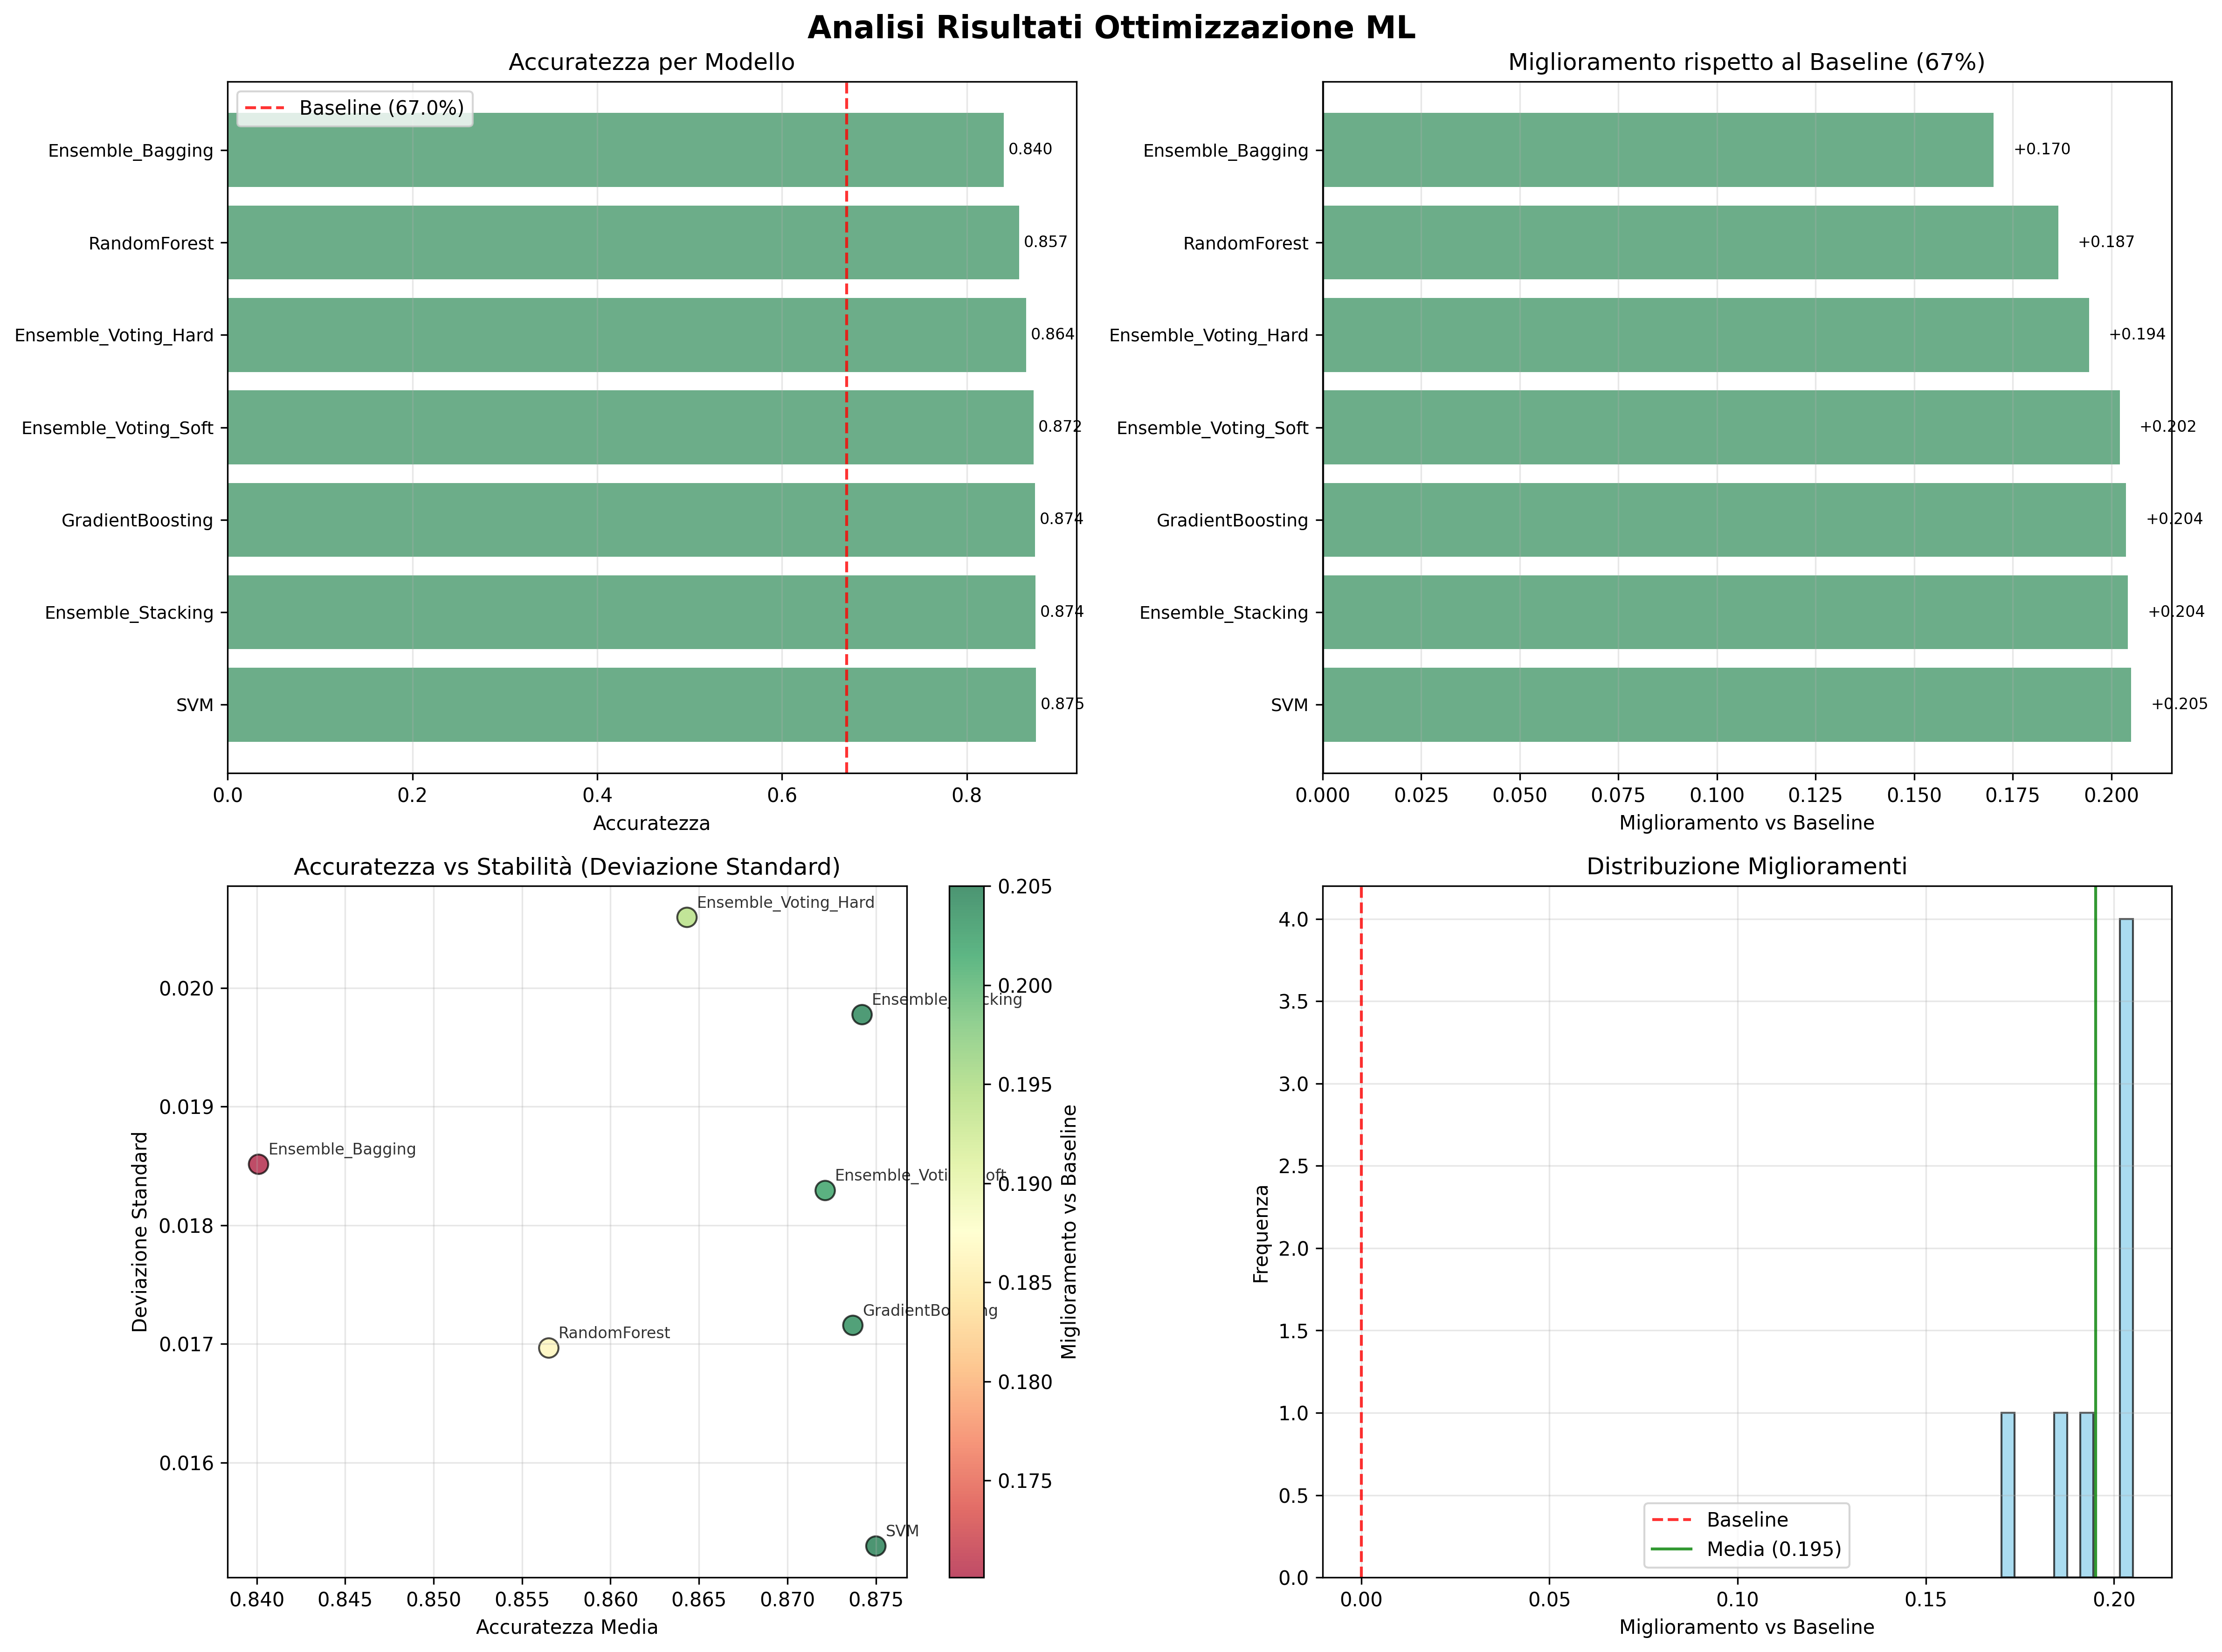 Analisi Risultati Ottimizzazione ML
Accuratezza per Modello
Baseline (67.0%)
Ensemble_Bagging
0.840
RandomForest
0.857
Ensemble_Voting_Hard
0.864
Ensemble_Voting_Soft
0.872
GradientBoosting
0.874
Ensemble_Stacking
0.874
SVM
0.875
0.0 0.2 0.4 0.6 0.8
Accuratezza
Miglioramento rispetto al Baseline (67%)
Ensemble_Bagging
+0.170
RandomForest
+0.187
Ensemble_Voting_Hard
+0.194
Ensemble_Voting_Soft
+0.202
GradientBoosting
+0.204
Ensemble_Stacking
+0.204
SVM
+0.205
0.000 0.025 0.050 0.075 0.100 0.125 0.150 0.175 0.200
Miglioramento vs Baseline
Accuratezza vs Stabilità (Deviazione Standard)
Deviazione Standard
0.020
0.019
0.018
0.017
0.016
Ensemble_Voting_Hard
Ensemble_Stacking
Ensemble_Bagging
Ensemble_Voting_Soft
GradientBoosting
RandomForest
SVM
0.840 0.845 0.850 0.855 0.860 0.865 0.870 0.875
Accuratezza Media
0.205
0.200
0.195
0.190
0.185
0.180
0.175
Miglioramento vs Baseline
Distribuzione Miglioramenti
Frequenza
4.0
3.5
3.0
2.5
2.0
1.5
1.0
0.5
0.0
Baseline
Media (0.195)
0.00 0.05 0.10 0.15 0.20
Miglioramento vs Baseline